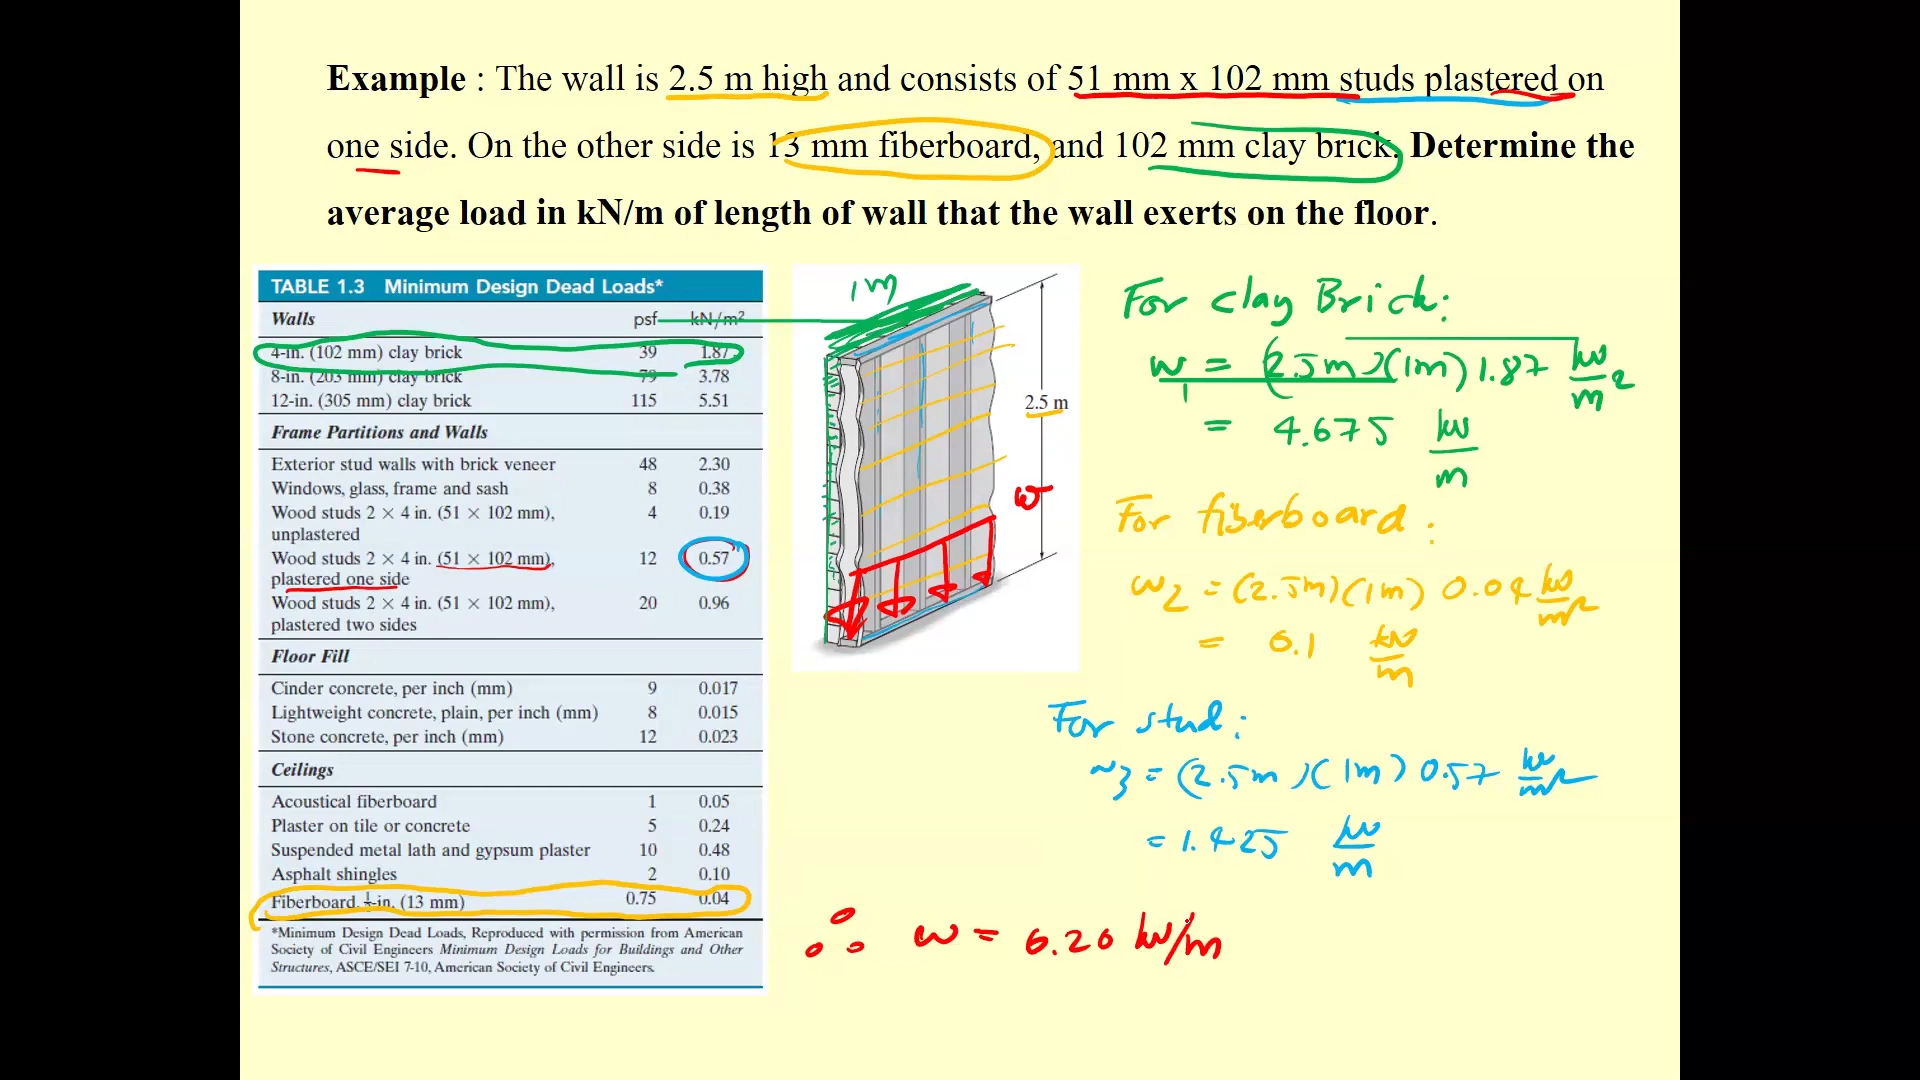 Example : The wall is 2.5 m high and consists of 51 mm x 102 mm studs plastered on
one side. On the other side is 13 mm fiberboard, and 102 mm clay brick. Determine the
average load in kN/m of length of wall that the wall exerts on the floor.
TABLE 1.3 Minimum Design Dead Loads*
Walls psf kN/m²
4-in. (102 mm) clay brick 39 1.87
8-in. (203 mm) clay brick 79 3.78
12-in. (305 mm) clay brick 115 5.51
Frame Partitions and Walls
Exterior stud walls with brick veneer 48 2.30
Windows, glass, frame and sash 8 0.38
Wood studs 2 × 4 in. (51 × 102 mm), 4 0.19
unplastered
Wood studs 2 × 4 in. (51 × 102 mm), 12 0.57
plastered one side
Wood studs 2 × 4 in. (51 × 102 mm), 20 0.96
plastered two sides
Floor Fill
Cinder concrete, per inch (mm) 9 0.017
Lightweight concrete, plain, per inch (mm) 8 0.015
Stone concrete, per inch (mm) 12 0.023
Ceilings
Acoustical fiberboard 1 0.05
Plaster on tile or concrete 5 0.24
Suspended metal lath and gypsum plaster 10 0.48
Asphalt shingles 2 0.10
Fiberboard, ½-in. (13 mm) 0.75 0.04
*Minimum Design Dead Loads, Reproduced with permission from American
Society of Civil Engineers Minimum Design Loads for Buildings and Other
Structures, ASCE/SEI 7-10, American Society of Civil Engineers.
1m
2.5 m
w
For clay Brick:
w₁ = (2.5m)(1m) 1.87 kN/m²
= 4.675 kN/m
For fiberboard:
w₂ = (2.5m)(1m) 0.04 kN/m²
= 0.1 kN/m
For stud:
w₃ = (2.5m)(1m) 0.57 kN/m²
= 1.425 kN/m
∴ w = 6.20 kN/m